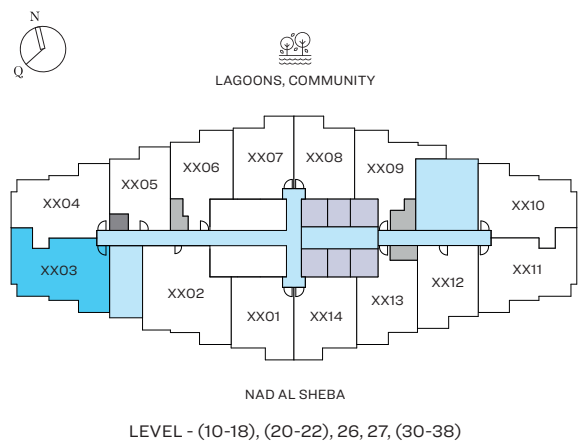 N
Q
LAGOONS, COMMUNITY
XX07
XX08
XX06
XX09
XX05
XX04
XX10
XX03
XX11
XX12
XX02
XX13
XX01
XX14
NAD AL SHEBA
LEVEL - (10-18), (20-22), 26, 27, (30-38)